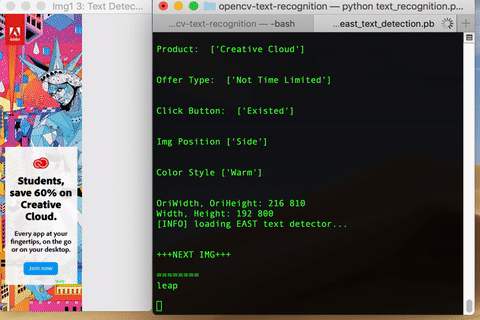 Img1 3: Text Detec...
Adobe
Students,
save 60% on
Creative
Cloud.
Every app at your
fingertips, on the go
or on your desktop.
Join now
opencv-text-recognition — python text_recognition.p...
...cv-text-recognition — -bash
...east_text_detection.pb
Product:  ['Creative Cloud']
Offer Type:  ['Not Time Limited']
Click Button:  ['Existed']
Img Position ['Side']
Color Style ['Warm']
OriWidth, OriHeight: 216 810
Width, Height: 192 800
[INFO] loading EAST text detector...
+++NEXT IMG+++
========
leap